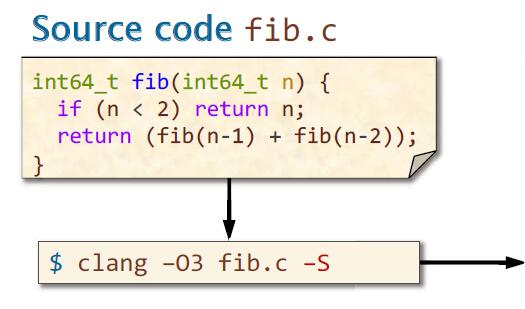 Source code fib.c
int64_t fib(int64_t n) {
  if (n < 2) return n;
  return (fib(n-1) + fib(n-2));
}
$ clang –O3 fib.c –S